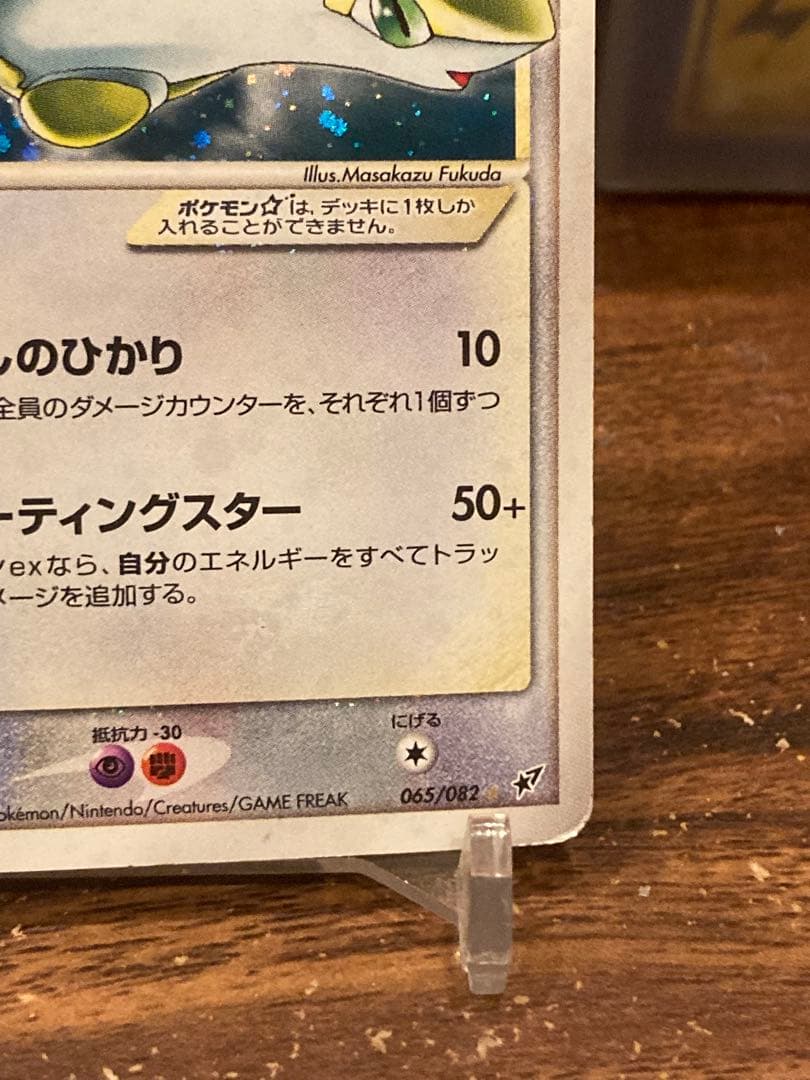 Illus.Masakazu Fukuda
ポケモン☆は、デッキに1枚しか
入れることができません。
のひかり 10
全員のダメージカウンターを、それぞれ1個ずつ
ーティングスター 50+
exなら、自分のエネルギーをすべてトラッ
メージを追加する。
抵抗力 -30
にげる
okémon/Nintendo/Creatures/GAME FREAK
065/082